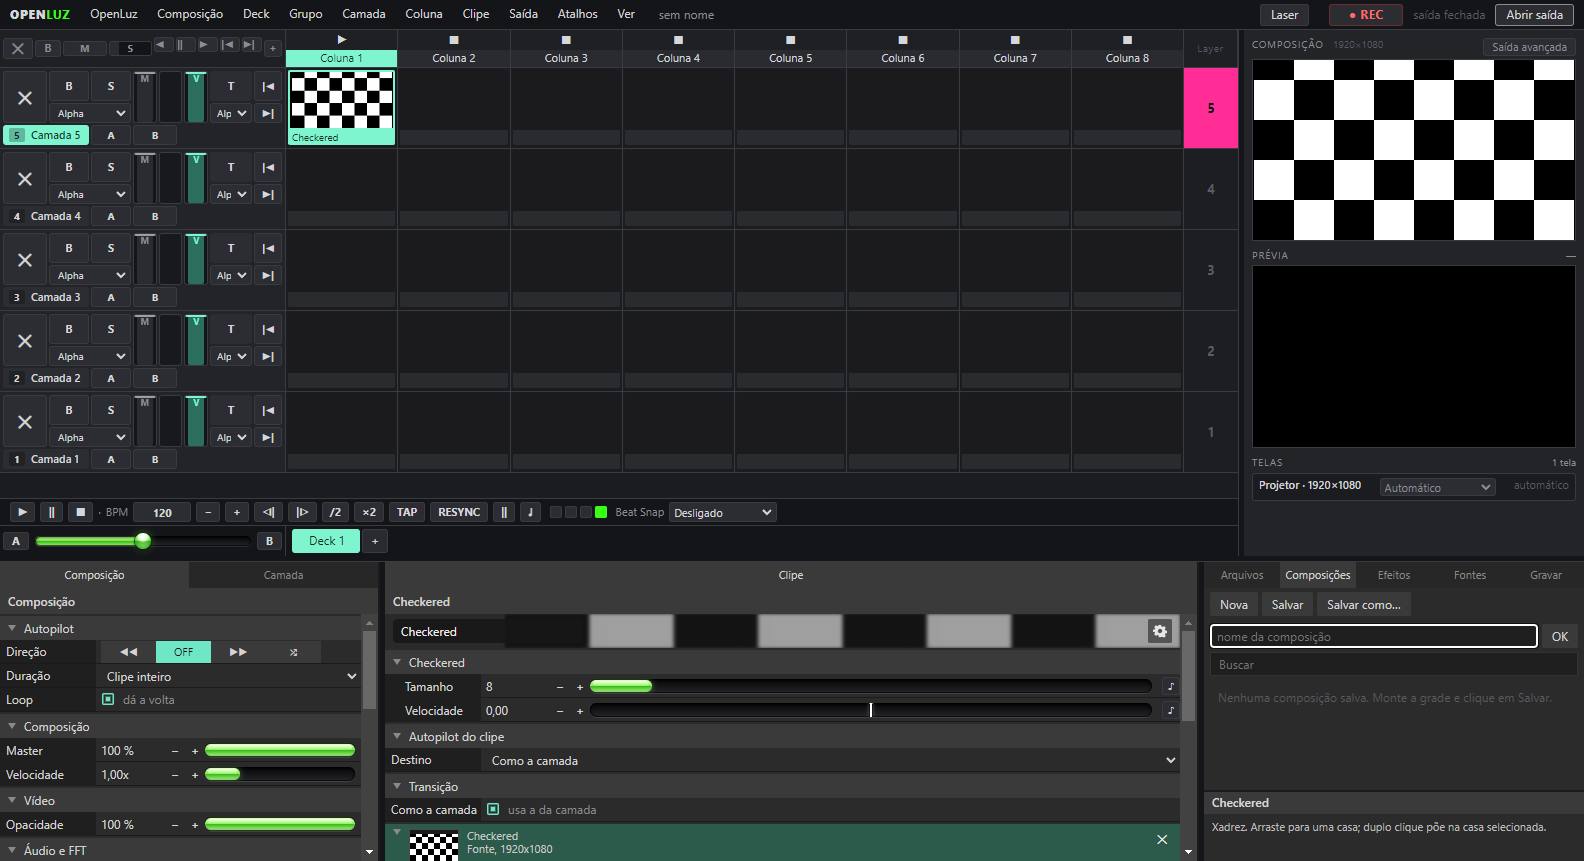 OPENLUZ OpenLuz Composição Deck Grupo Camada Coluna Clipe Saída Atalhos Ver sem nome Laser ● REC saída fechada Abrir saída
B M S + Coluna 1 Coluna 2 Coluna 3 Coluna 4 Coluna 5 Coluna 6 Coluna 7 Coluna 8 Layer
COMPOSIÇÃO 1920×1080 Saída avançada
B S M V T
Alpha Alp
5 Camada 5 A B
Checkered
5
B S M V T
Alpha Alp
4 Camada 4 A B
4
B S M V T
Alpha Alp
3 Camada 3 A B
3
B S M V T
Alpha Alp
2 Camada 2 A B
2
B S M V T
Alpha Alp
1 Camada 1 A B
1
PRÉVIA —
TELAS 1 tela
Projetor · 1920×1080 Automático automático
· BPM 120 − + /2 ×2 TAP RESYNC Beat Snap Desligado
A B Deck 1 +
Composição Camada
Composição
Autopilot
Direção OFF
Duração Clipe inteiro
Loop dá a volta
Composição
Master 100 % − +
Velocidade 1,00x − +
Vídeo
Opacidade 100 % − +
Áudio e FFT
Clipe
Checkered
Checkered
Checkered
Tamanho 8 − +
Velocidade 0,00 − +
Autopilot do clipe
Destino Como a camada
Transição
Como a camada usa a da camada
Checkered
Fonte, 1920x1080
Arquivos Composições Efeitos Fontes Gravar
Nova Salvar Salvar como...
nome da composição OK
Buscar
Nenhuma composição salva. Monte a grade e clique em Salvar.
Checkered
Xadrez. Arraste para uma casa; duplo clique põe na casa selecionada.